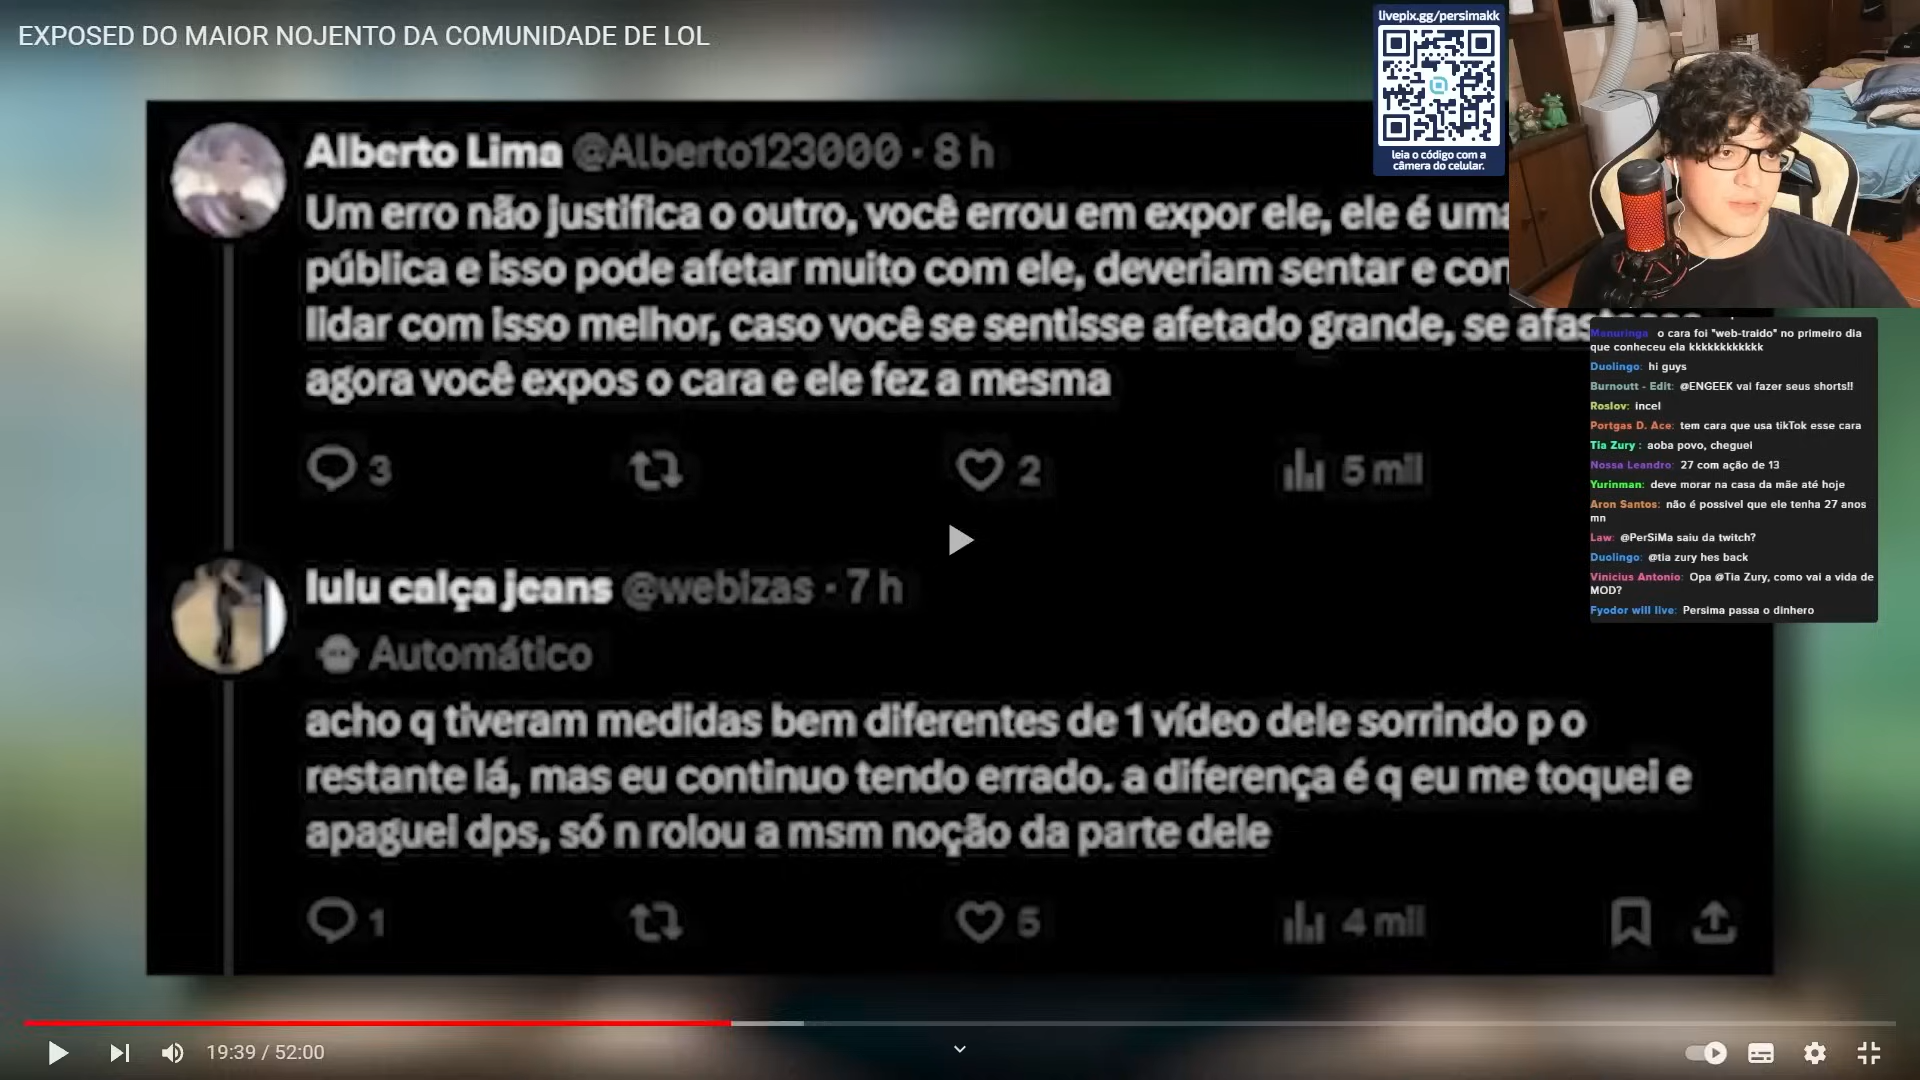 EXPOSED DO MAIOR NOJENTO DA COMUNIDADE DE LOL
livepix.gg/persimakk
leia o código com a
câmera do celular.
Alberto Lima @Alberto123000 · 8 h
Um erro não justifica o outro, você errou em expor ele, ele é uma
pública e isso pode afetar muito com ele, deveriam sentar e
lidar com isso melhor, caso você se sentisse afetado grande, se
agora você expos o cara e ele fez a mesma
3
2
5 mil
lulu calça jeans @webizas · 7 h
Automático
acho q tiveram medidas bem diferentes de 1 vídeo dele sorrindo p o
restante lá, mas eu continuo tendo errado. a diferença é q eu me toquei e
apaguei dps, só n rolou a msm noção da parte dele
1
5
4 mil
Manuringa o cara foi "web-traido" no primeiro dia
que conheceu ela kkkkkkkkkkkk
Duolingo: hi guys
Burnoutt - Edit: @ENGEEK vai fazer seus shorts!!
Roslov: incel
Portgas D. Ace: tem cara que usa tikTok esse cara
Tia Zury : aoba povo, cheguei
Nossa Leandro: 27 com ação de 13
Yurinman: deve morar na casa da mãe até hoje
Aron Santos: não é possivel que ele tenha 27 anos
mn
Law: @PerSiMa saiu da twitch?
Duolingo: @tia zury hes back
Vinicius Antonio: Opa @Tia Zury, como vai a vida de
MOD?
Fyodor will live: Persima passa o dinhero
19:39 / 52:00